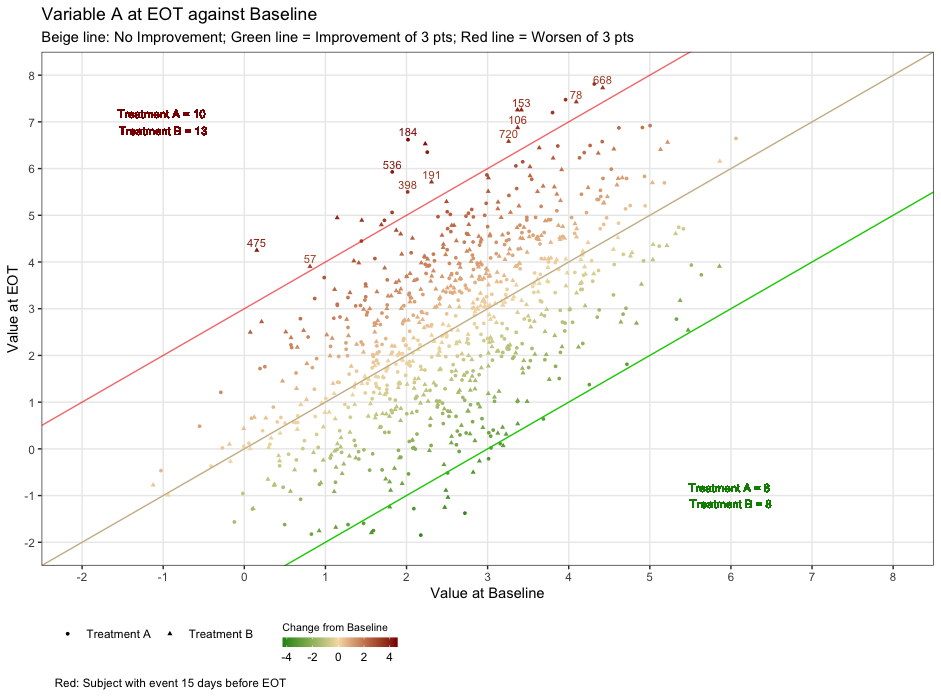 Variable A at EOT against Baseline
Beige line: No Improvement; Green line = Improvement of 3 pts; Red line = Worsen of 3 pts
8
7
6
5
4
3
2
1
0
-1
-2
Value at EOT
Treatment A = 10
Treatment B = 13
668
78
153
106
720
184
536
191
398
475
57
Treatment A = 8
Treatment B = 8
-2 -1 0 1 2 3 4 5 6 7 8
Value at Baseline
Treatment A Treatment B
Change from Baseline
-4 -2 0 2 4
Red: Subject with event 15 days before EOT